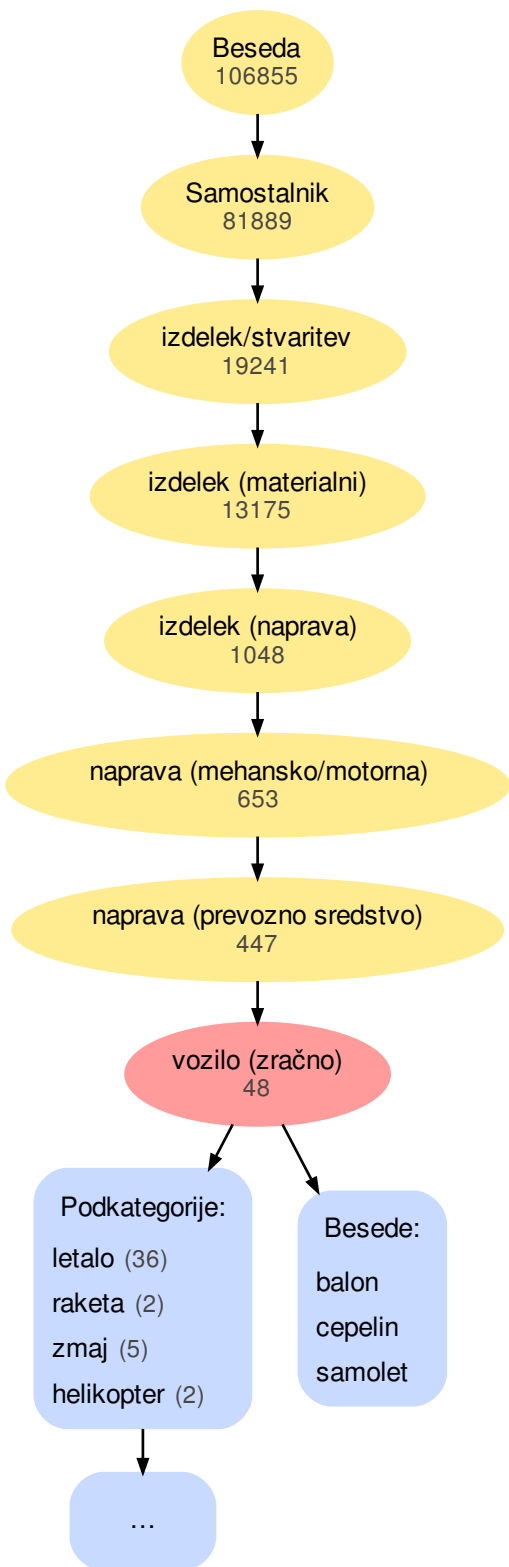 Beseda
106855
Samostalnik
81889
izdelek/stvaritev
19241
izdelek (materialni)
13175
izdelek (naprava)
1048
naprava (mehansko/motorna)
653
naprava (prevozno sredstvo)
447
vozilo (zračno)
48
Podkategorije:
letalo (36)
raketa (2)
zmaj (5)
helikopter (2)
Besede:
balon
cepelin
samolet
...